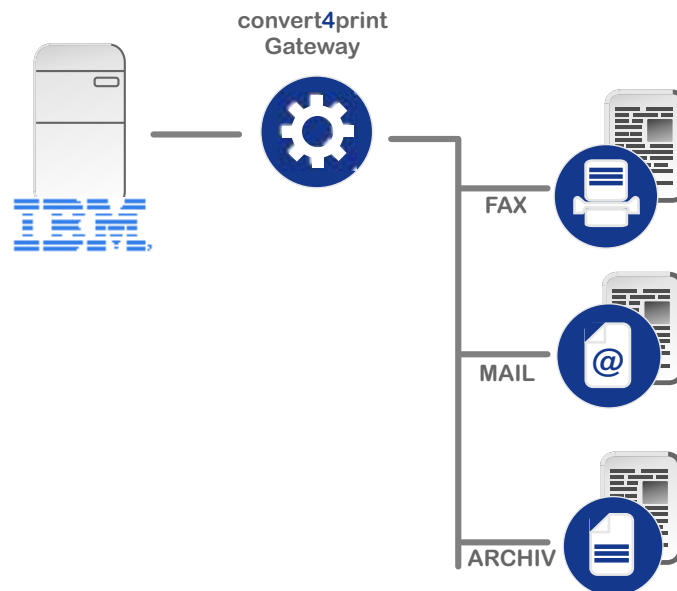 convert4print
Gateway
IBM
FAX
@
MAIL
ARCHIV